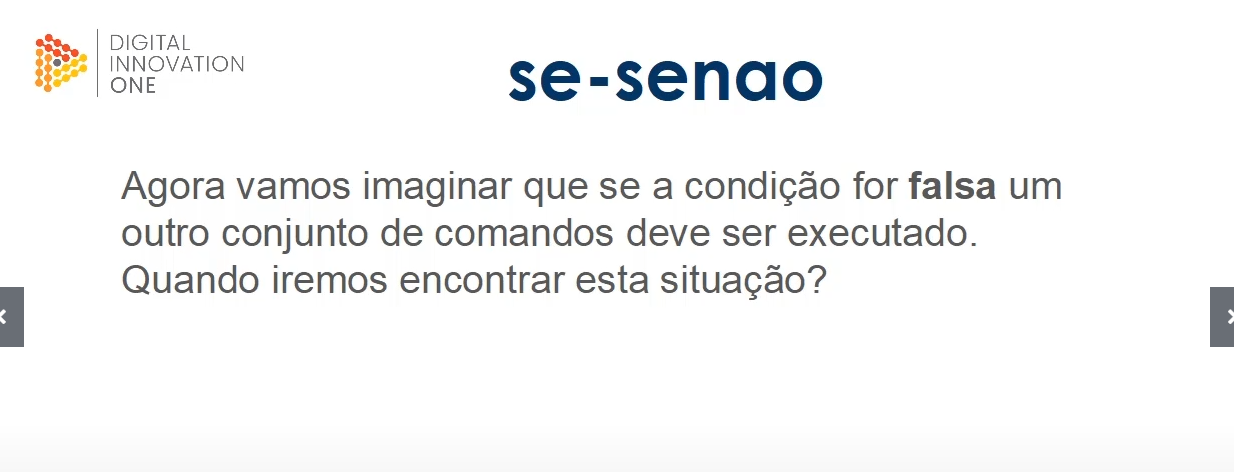 DIGITAL
INNOVATION
ONE
se-senao
Agora vamos imaginar que se a condição for falsa um
outro conjunto de comandos deve ser executado.
Quando iremos encontrar esta situação?